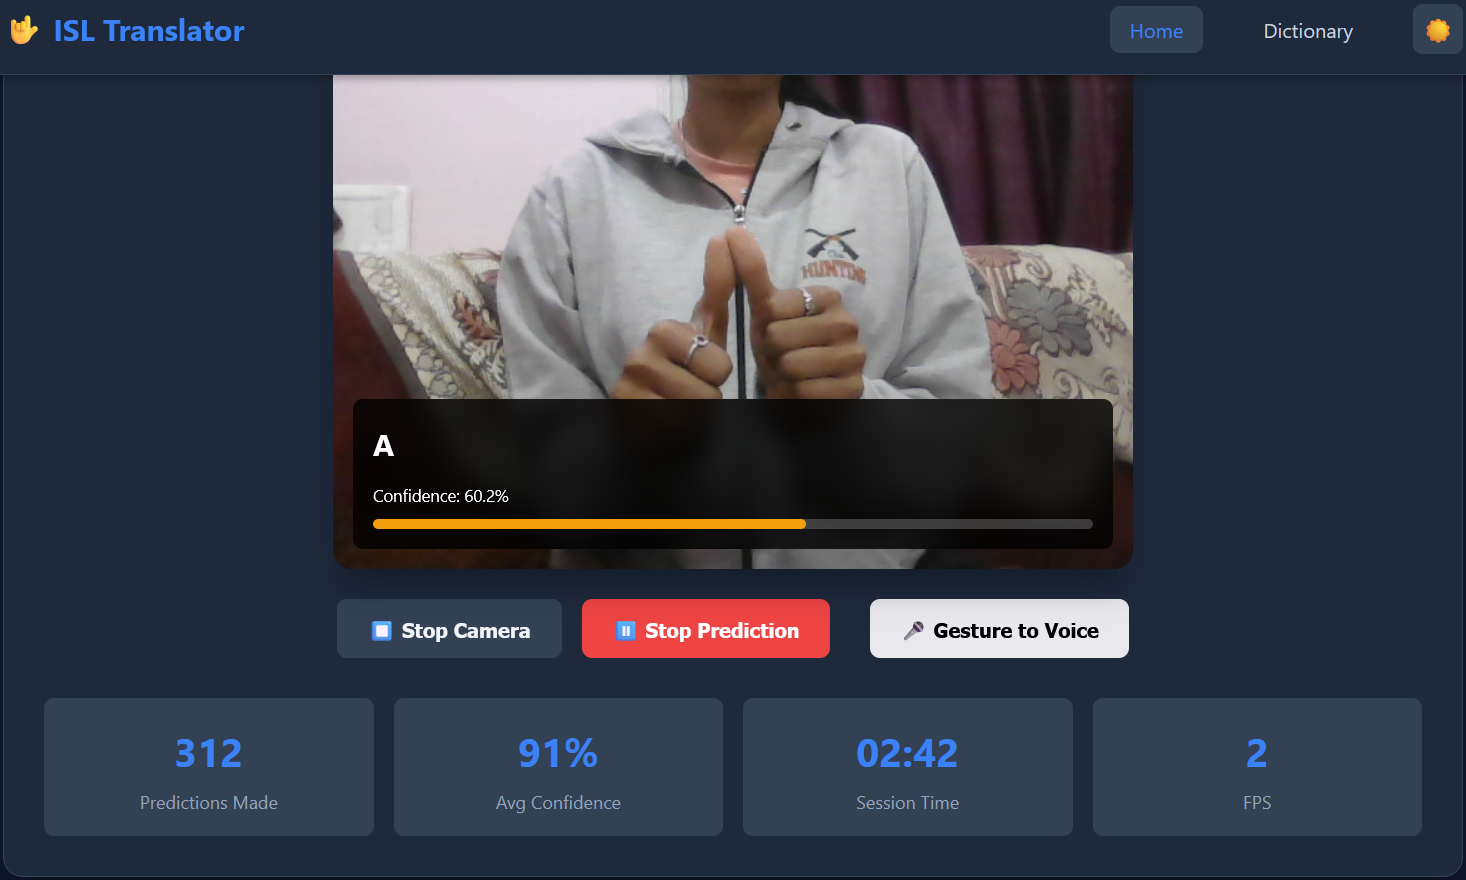 ISL Translator
Home
Dictionary
HUNTING
A
Confidence: 60.2%
Stop Camera
Stop Prediction
Gesture to Voice
312
Predictions Made
91%
Avg Confidence
02:42
Session Time
2
FPS